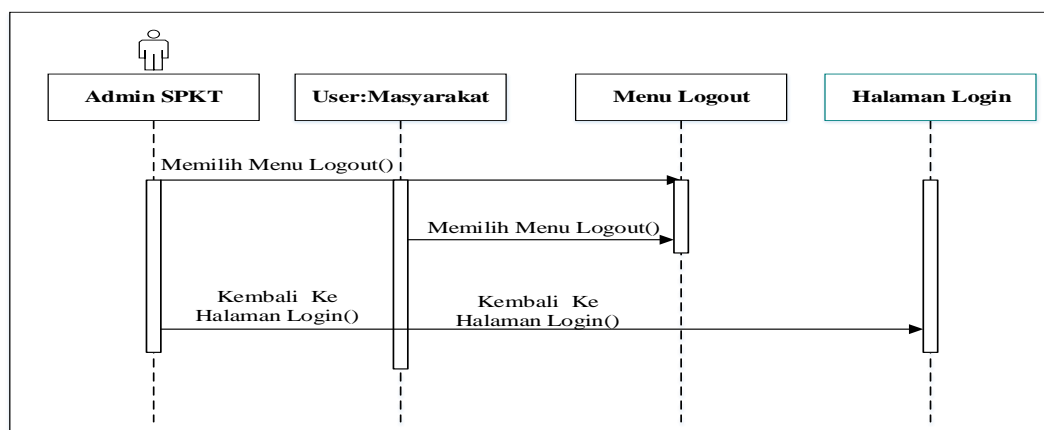 Admin SPKT
User:Masyarakat
Menu Logout
Halaman Login
Memilih Menu Logout()
Memilih Menu Logout()
Kembali Ke
Halaman Login()
Kembali Ke
Halaman Login()